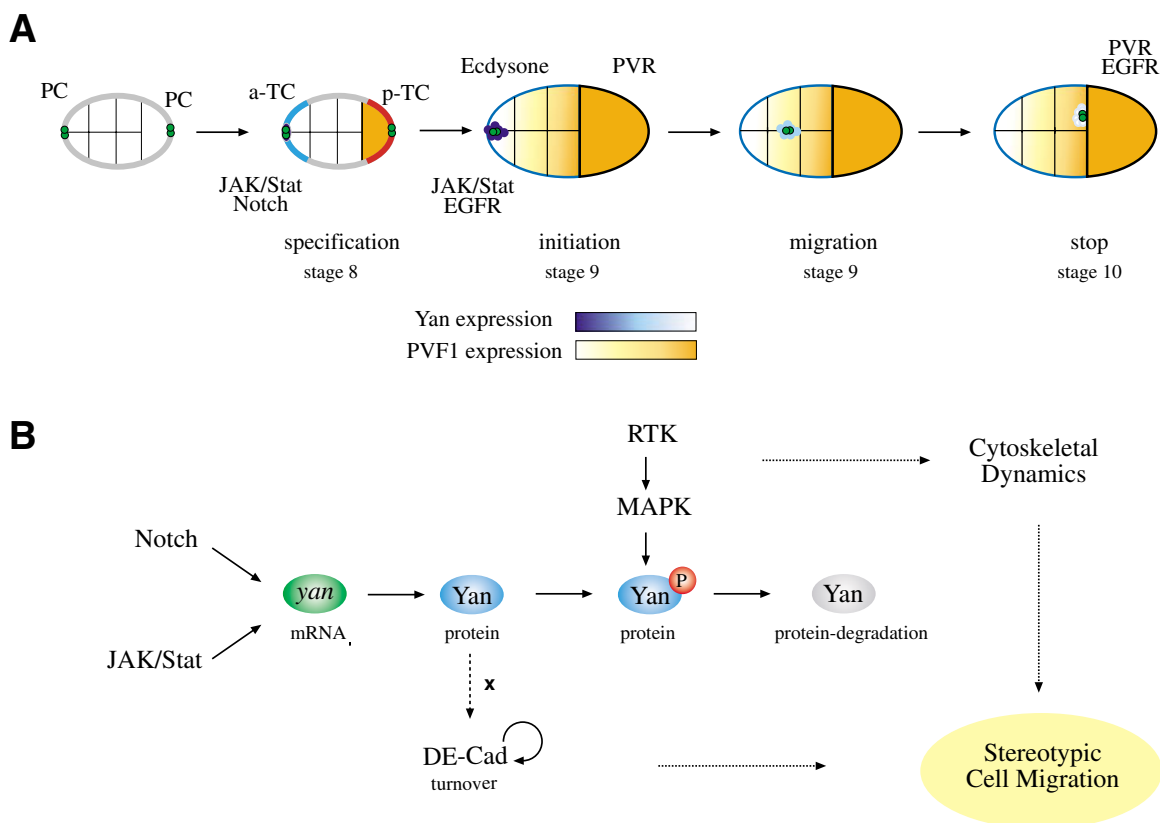 A
PC
PC
a-TC
p-TC
Ecdysone
PVR
PVR
EGFR
JAK/Stat
Notch
JAK/Stat
EGFR
specification
stage 8
initiation
stage 9
migration
stage 9
stop
stage 10
Yan expression
PVF1 expression
B
RTK
MAPK
Cytoskeletal
Dynamics
Notch
JAK/Stat
yan
mRNA
Yan
protein
Yan
P
protein
Yan
protein-degradation
x
DE-Cad
turnover
Stereotypic
Cell Migration